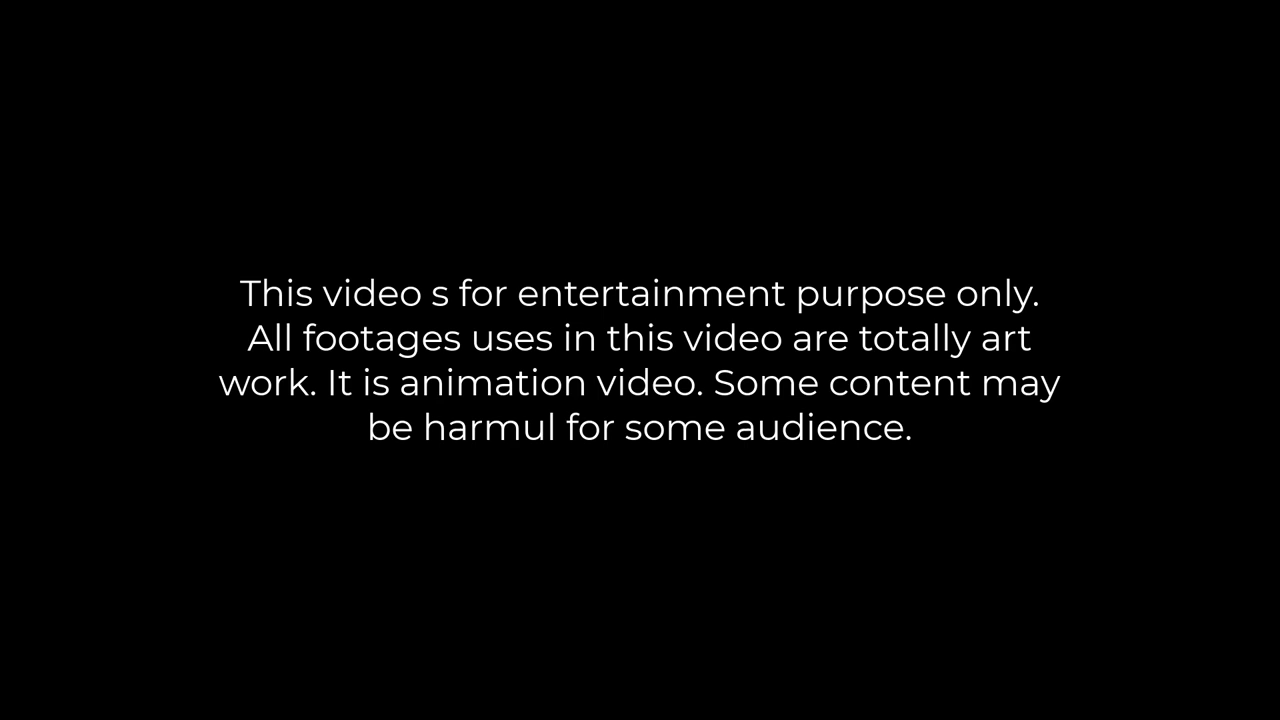 This video s for entertainment purpose only.
All footages uses in this video are totally art
work. It is animation video. Some content may
be harmul for some audience.